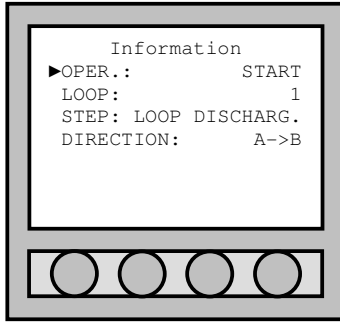 Information
►OPER.: START
LOOP: 1
STEP: LOOP DISCHARG.
DIRECTION: A->B